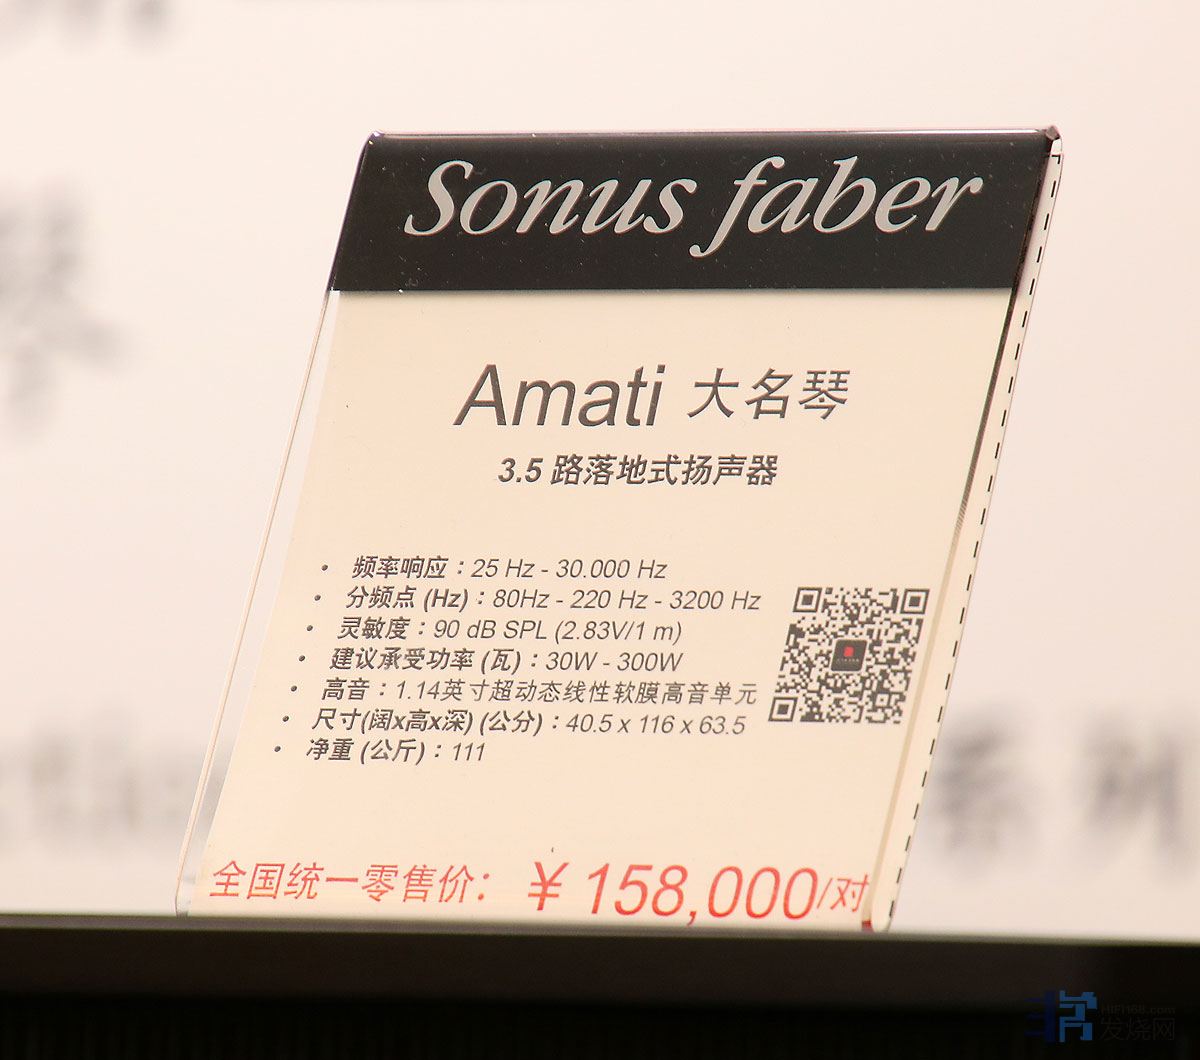 Sonus faber
Amati 大名琴
3.5 路落地式扬声器
• 频率响应：25 Hz - 30.000 Hz
• 分频点 (Hz)：80Hz - 220 Hz - 3200 Hz
• 灵敏度：90 dB SPL (2.83V/1 m)
• 建议承受功率 (瓦)：30W - 300W
• 高音：1.14英寸超动态线性软膜高音单元
• 尺寸(阔x高x深) (公分)：40.5 x 116 x 63.5
• 净重 (公斤)：111
全国统一零售价：￥158,000/对
琴
系列
HIFI168.com
发烧网